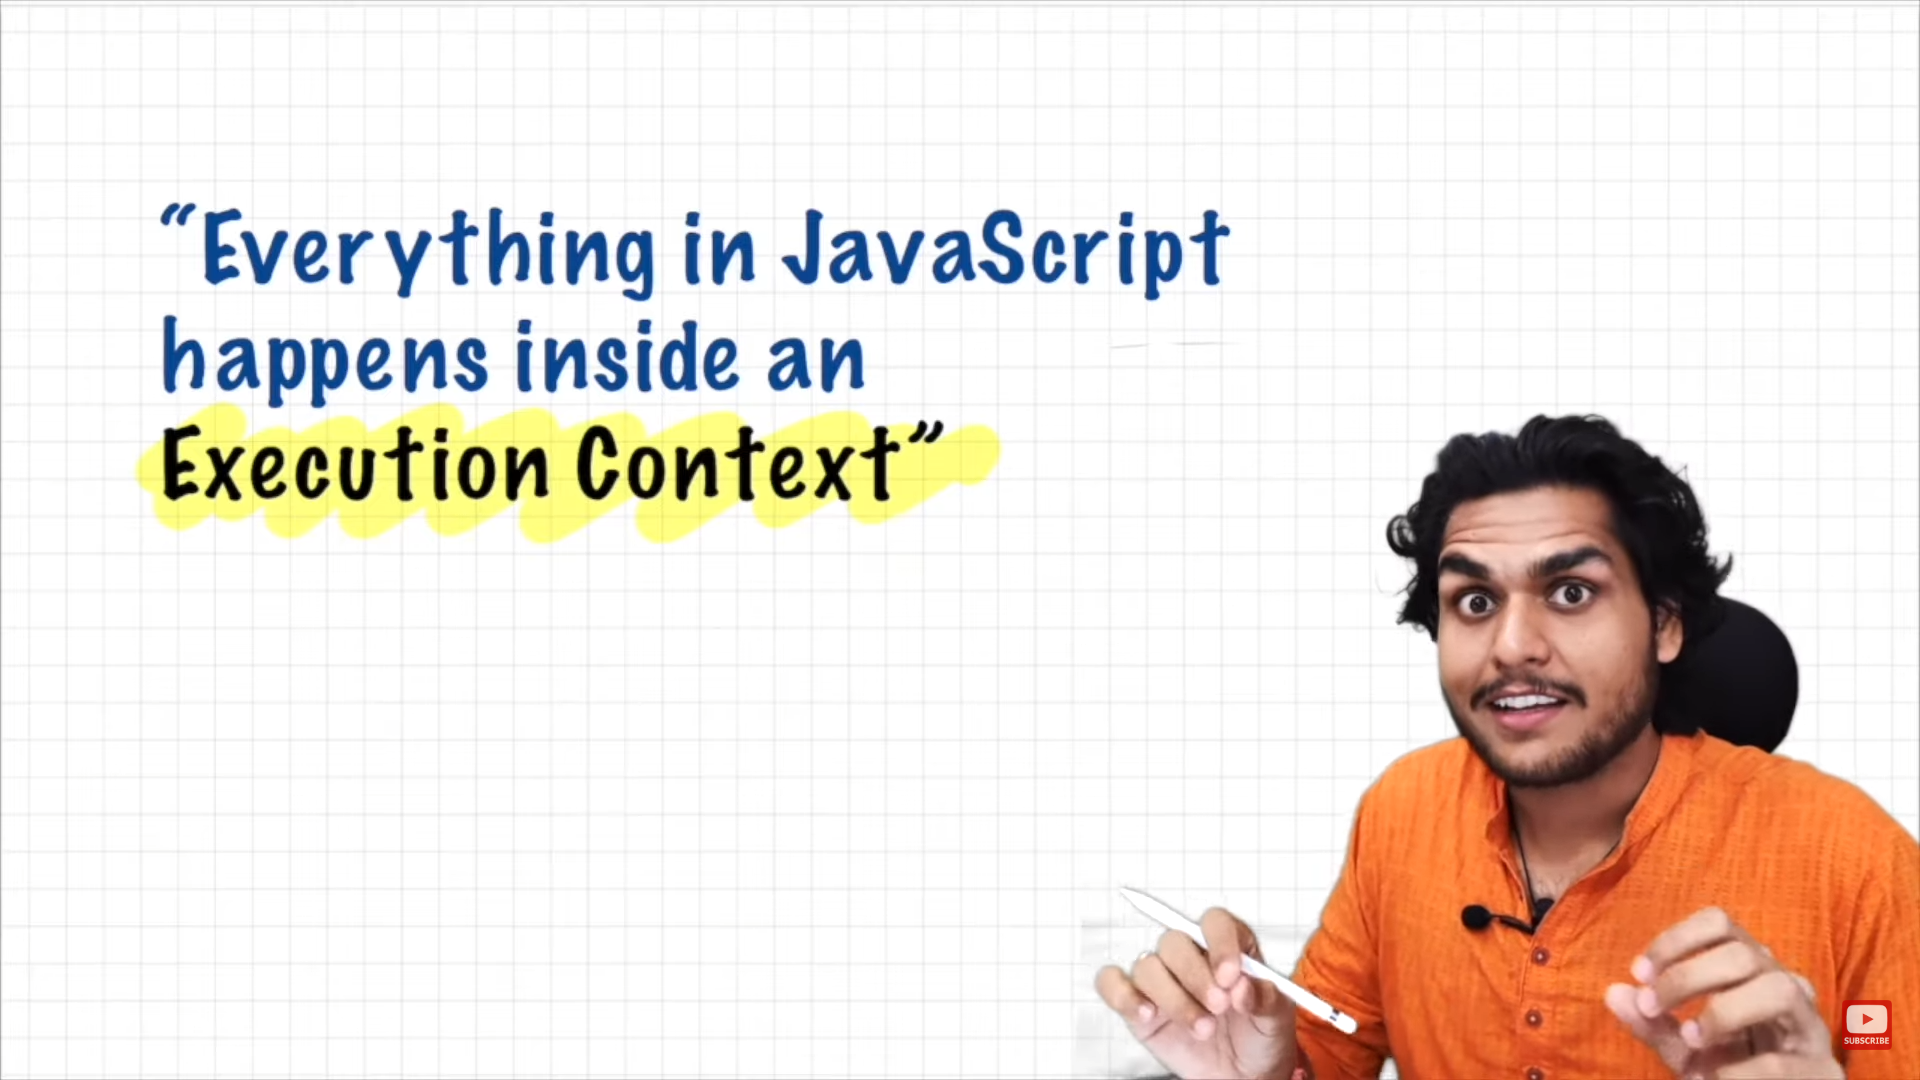 “Everything in JavaScript
happens inside an
Execution Context”
SUBSCRIBE